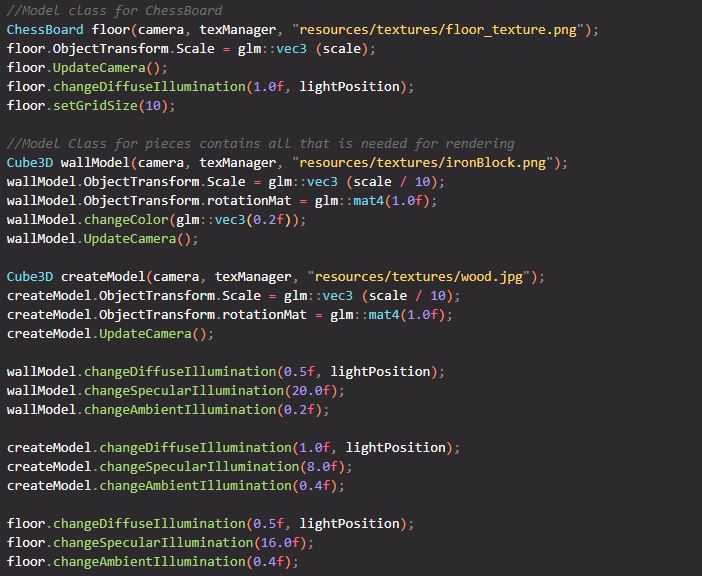 //Model class for ChessBoard
ChessBoard floor(camera, texManager, "resources/textures/floor_texture.png");
floor.ObjectTransform.Scale = glm::vec3 (scale);
floor.UpdateCamera();
floor.changeDiffuseIllumination(1.0f, lightPosition);
floor.setGridSize(10);
//Model Class for pieces contains all that is needed for rendering
Cube3D wallModel(camera, texManager, "resources/textures/ironBlock.png");
wallModel.ObjectTransform.Scale = glm::vec3 (scale / 10);
wallModel.ObjectTransform.rotationMat = glm::mat4(1.0f);
wallModel.changeColor(glm::vec3(0.2f));
wallModel.UpdateCamera();
Cube3D createModel(camera, texManager, "resources/textures/wood.jpg");
createModel.ObjectTransform.Scale = glm::vec3 (scale / 10);
createModel.ObjectTransform.rotationMat = glm::mat4(1.0f);
createModel.UpdateCamera();
wallModel.changeDiffuseIllumination(0.5f, lightPosition);
wallModel.changeSpecularIllumination(20.0f);
wallModel.changeAmbientIllumination(0.2f);
createModel.changeDiffuseIllumination(1.0f, lightPosition);
createModel.changeSpecularIllumination(8.0f);
createModel.changeAmbientIllumination(0.4f);
floor.changeDiffuseIllumination(0.5f, lightPosition);
floor.changeSpecularIllumination(16.0f);
floor.changeAmbientIllumination(0.4f);